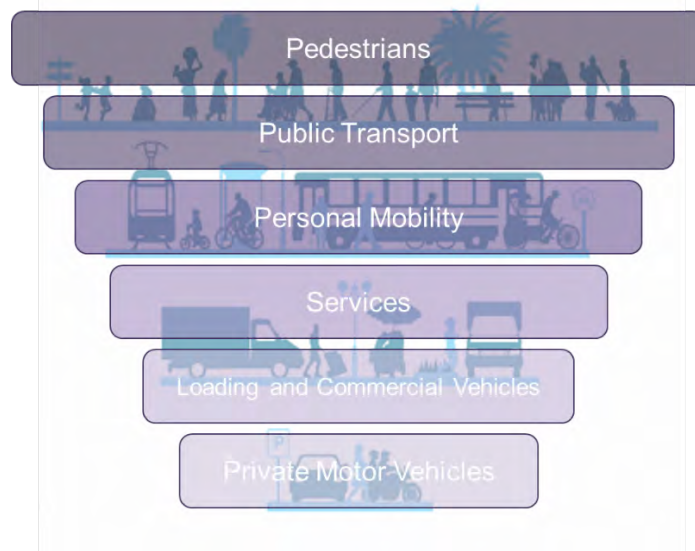 Pedestrians
Public Transport
Personal Mobility
Services
Loading and Commercial Vehicles
P
Private Motor Vehicles